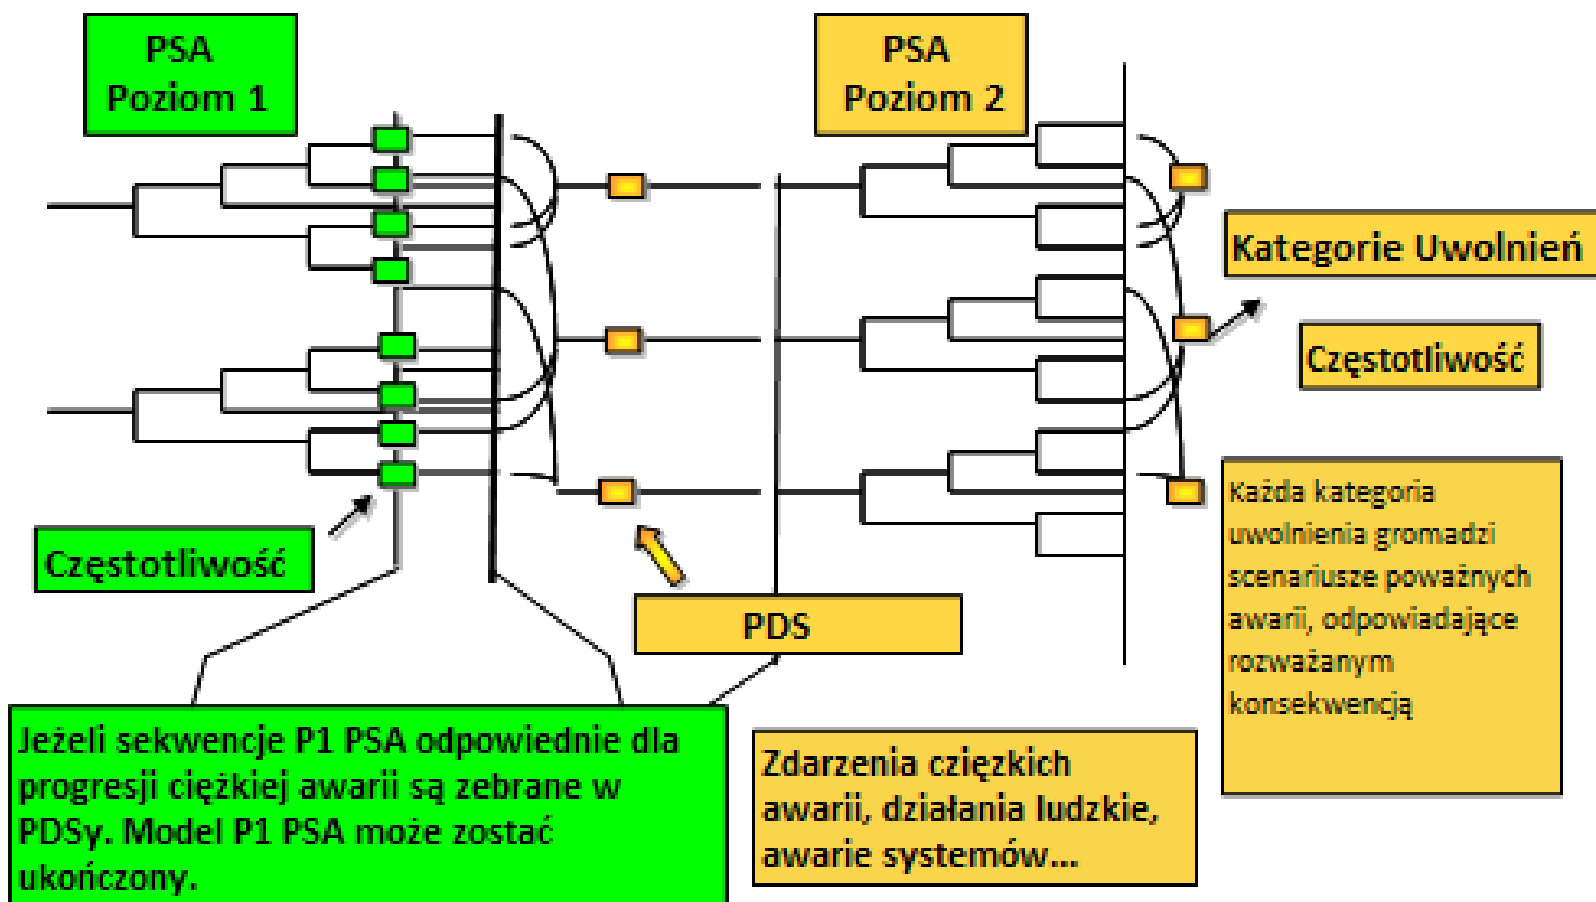 PSA
Poziom 1
PSA
Poziom 2
Kategorie Uwolnień
Częstotliwość
Każda kategoria
uwolnienia gromadzi
scenariusze poważnych
awarii, odpowiadające
rozważanym
konsekwencją
Częstotliwość
PDS
Jeżeli sekwencje P1 PSA odpowiednie dla
progresji ciężkiej awarii są zebrane w
PDSy. Model P1 PSA może zostać
ukończony.
Zdarzenia czięzkich
awarii, działania ludzkie,
awarie systemów...